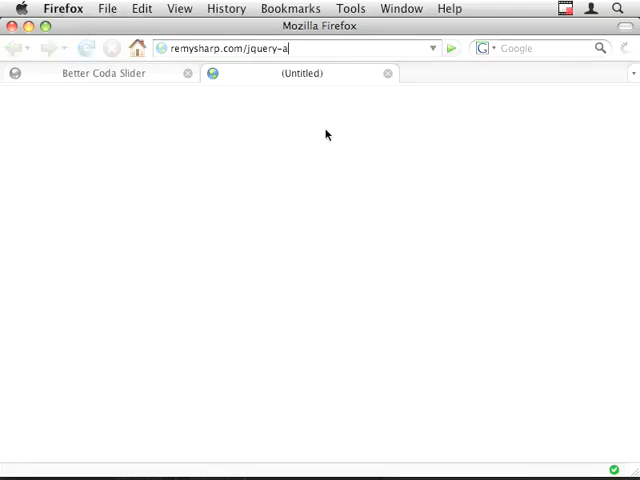 Firefox File Edit View History Bookmarks Tools Window Help
Mozilla Firefox
remysharp.com/jquery-a
Google
Better Coda Slider
(Untitled)